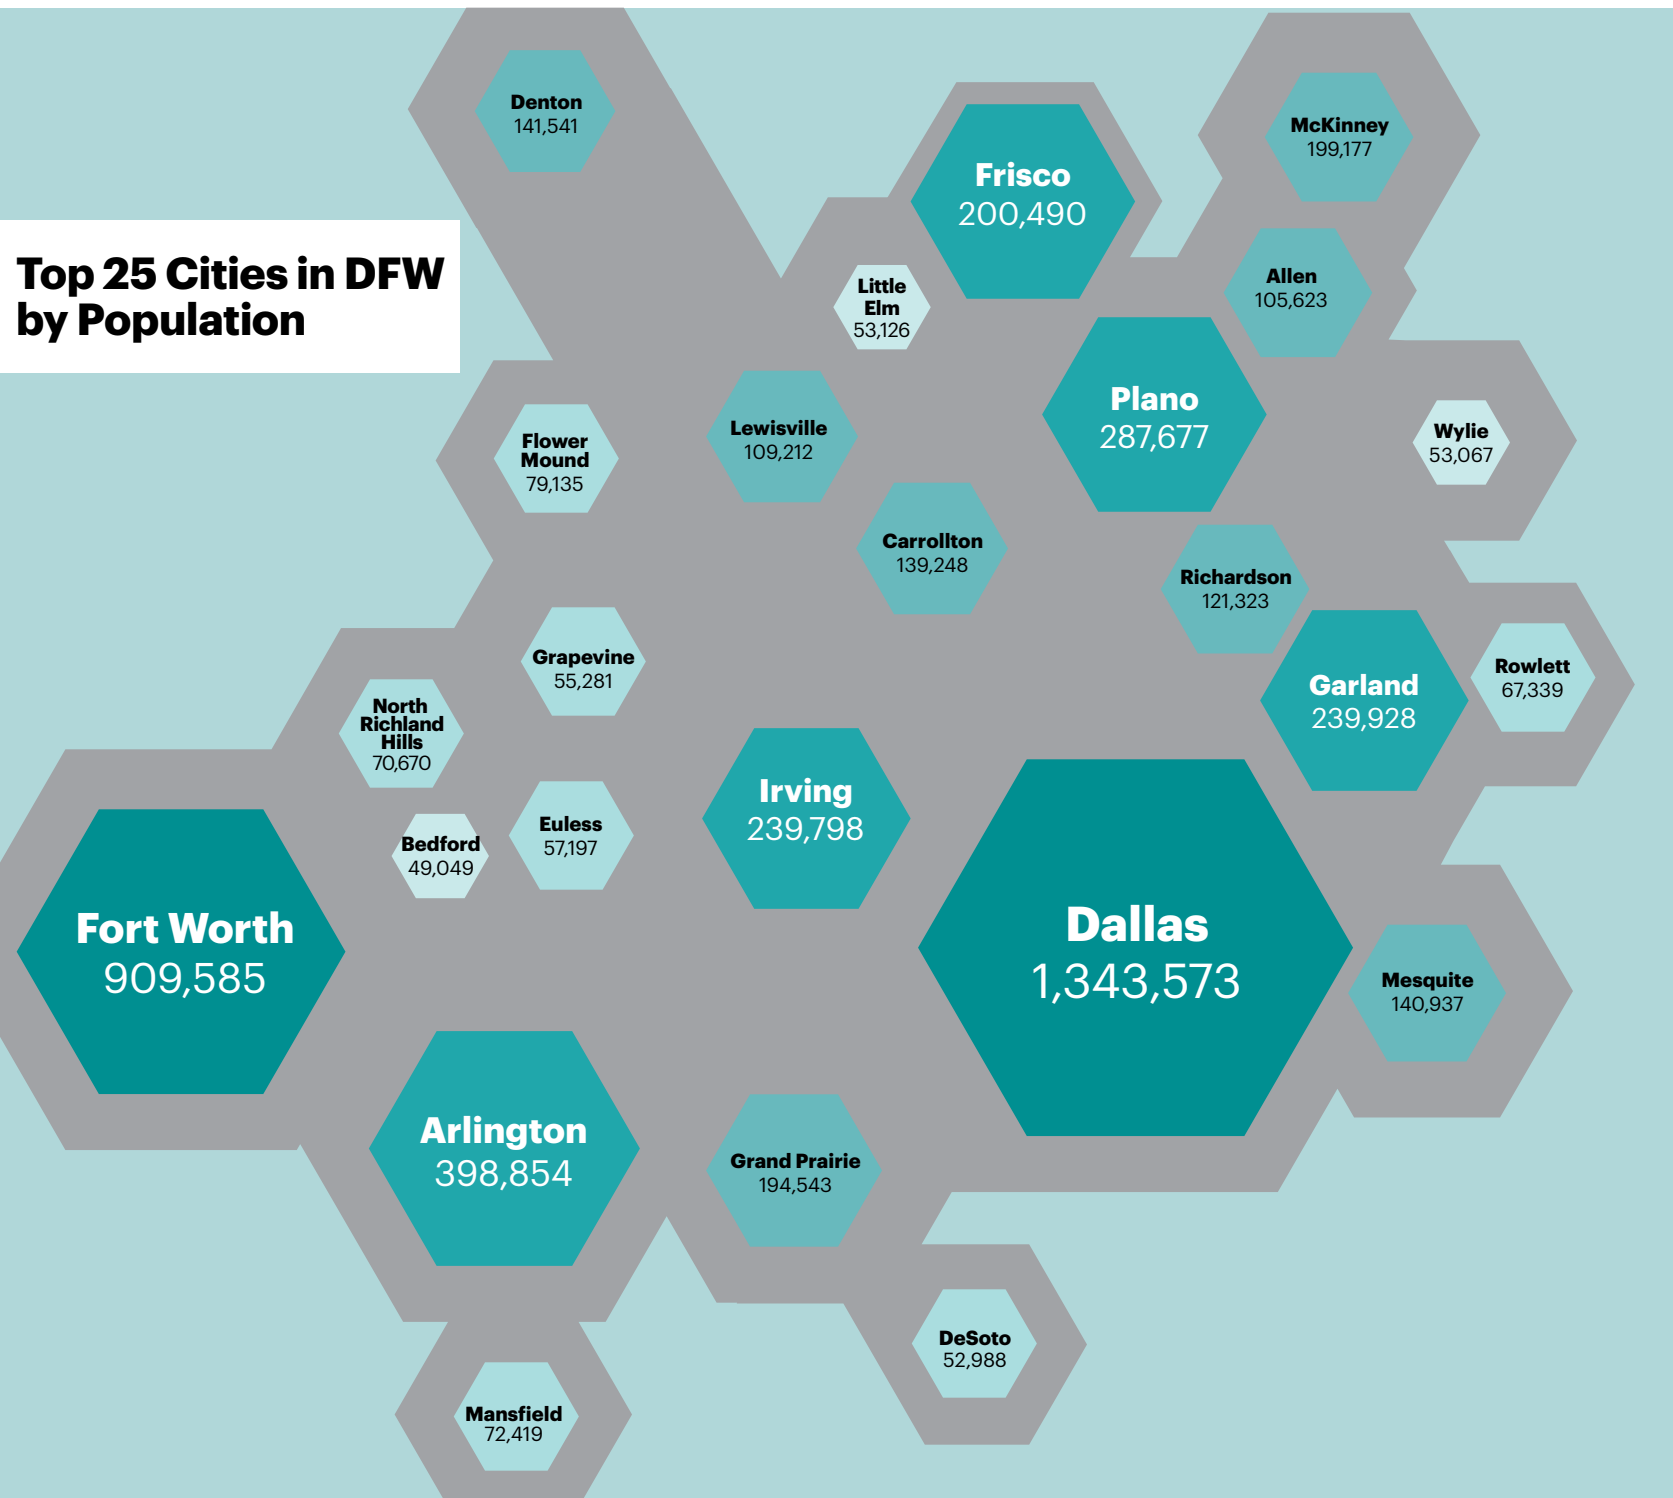 Top 25 Cities in DFW
by Population
Denton
141,541
Frisco
200,490
McKinney
199,177
Allen
105,623
Little
Elm
53,126
Plano
287,677
Lewisville
109,212
Flower
Mound
79,135
Wylie
53,067
Carrollton
139,248
Richardson
121,323
Grapevine
55,281
Garland
239,928
Rowlett
67,339
North
Richland
Hills
70,670
Irving
239,798
Euless
57,197
Bedford
49,049
Fort Worth
909,585
Dallas
1,343,573
Mesquite
140,937
Arlington
398,854
Grand Prairie
194,543
DeSoto
52,988
Mansfield
72,419